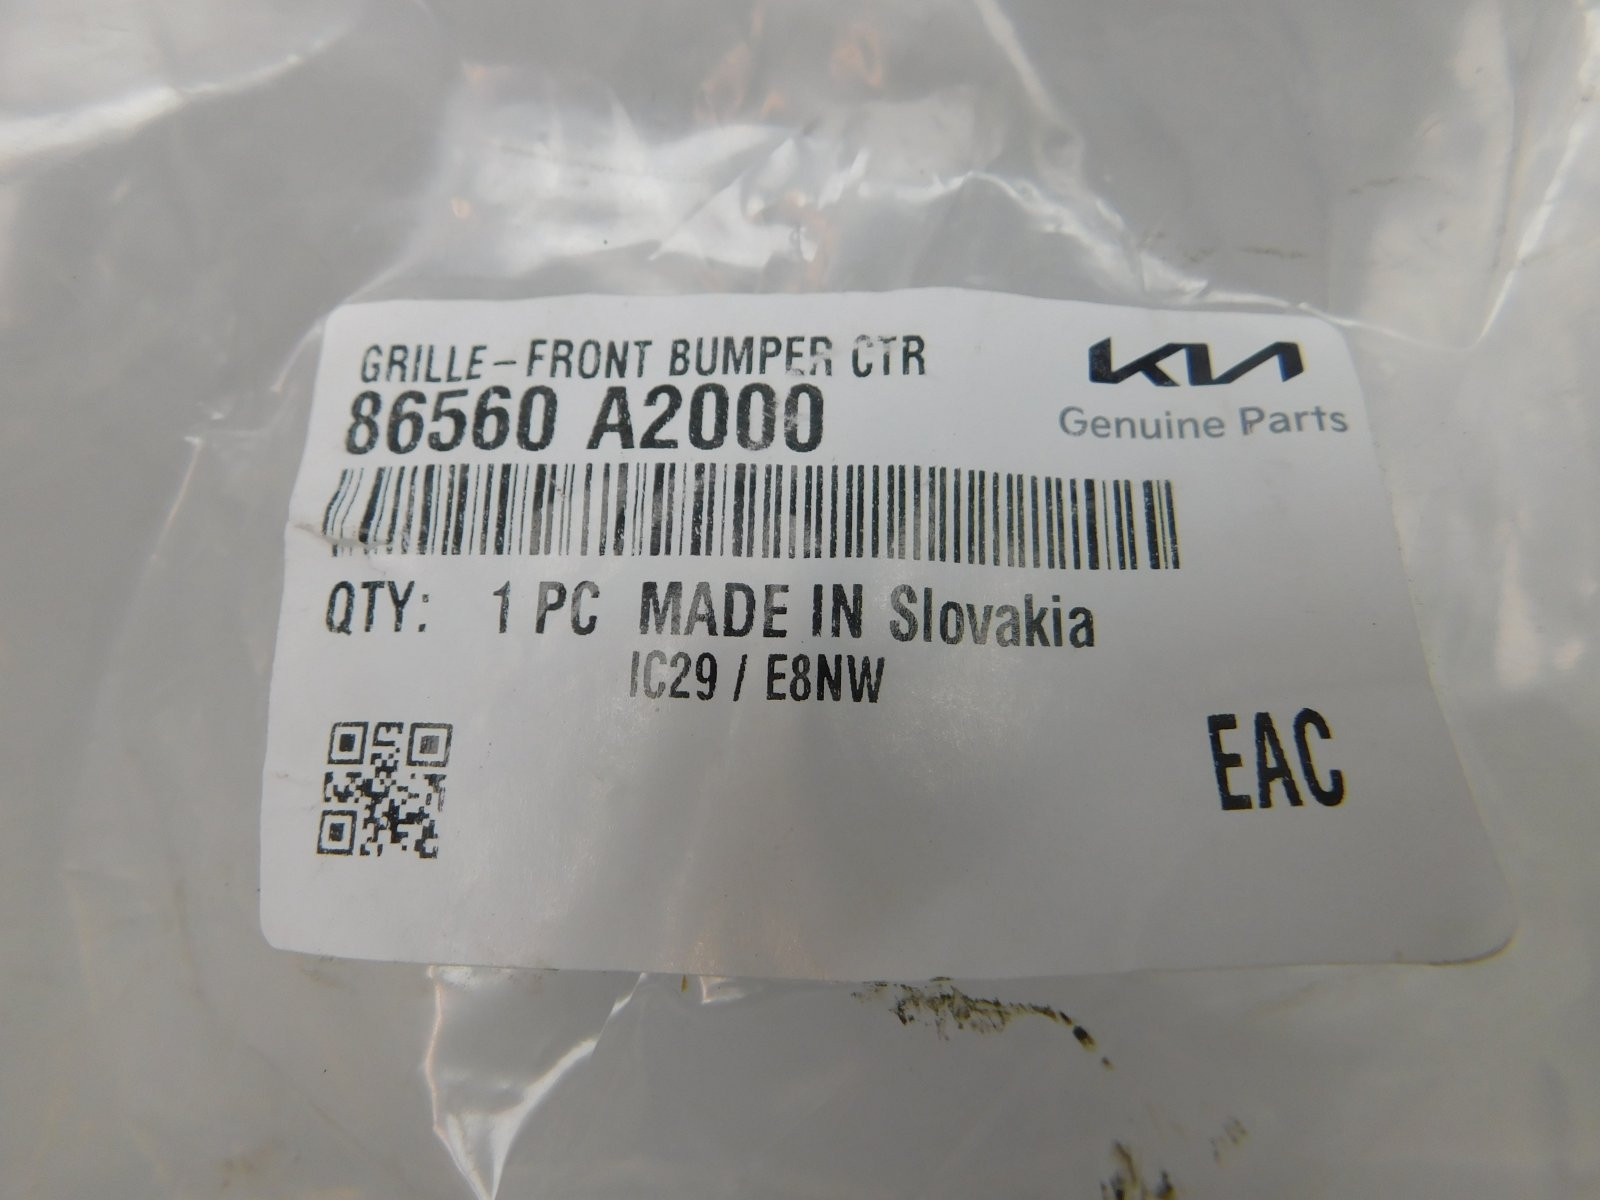 GRILLE-FRONT BUMPER CTR
86560 A2000
KIA
Genuine Parts
QTY: 1 PC MADE IN Slovakia
IC29 / E8NW
EAC